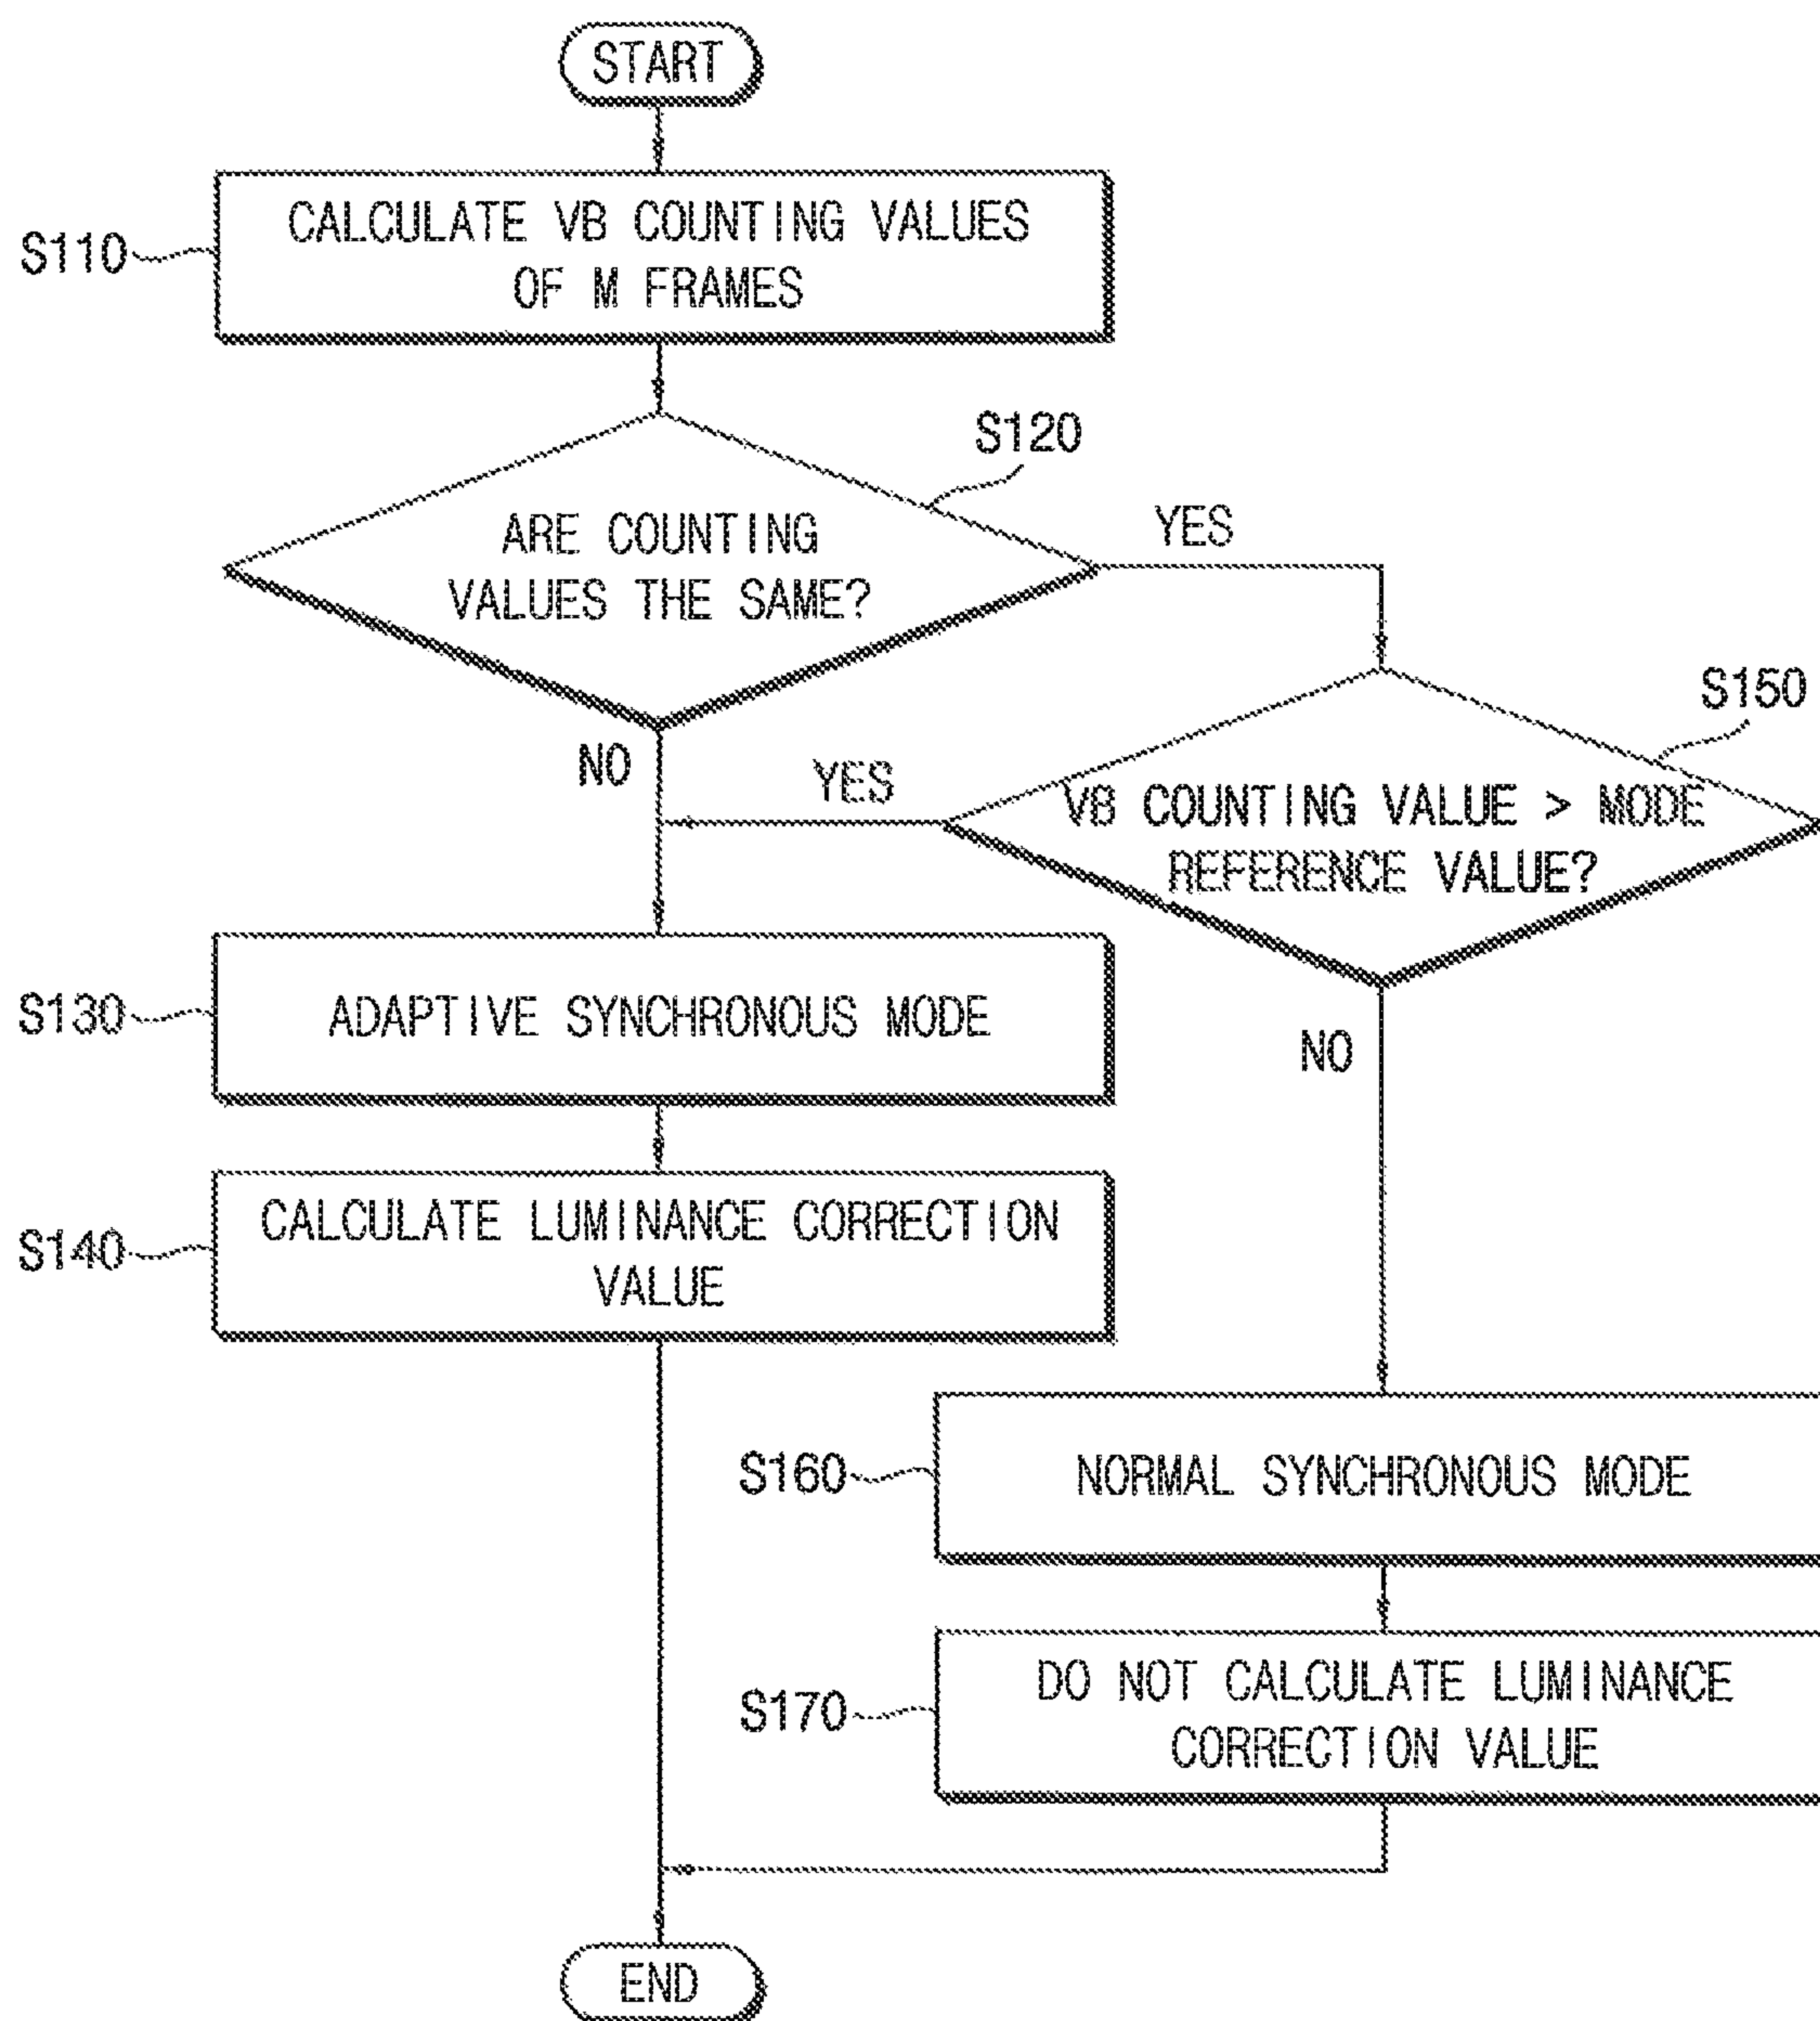 START
S110
CALCULATE VB COUNTING VALUES
OF M FRAMES
S120
ARE COUNTING
VALUES THE SAME?
YES
NO
S150
VB COUNTING VALUE > MODE
REFERENCE VALUE?
YES
NO
S130
ADAPTIVE SYNCHRONOUS MODE
S140
CALCULATE LUMINANCE CORRECTION
VALUE
S160
NORMAL SYNCHRONOUS MODE
S170
DO NOT CALCULATE LUMINANCE
CORRECTION VALUE
END